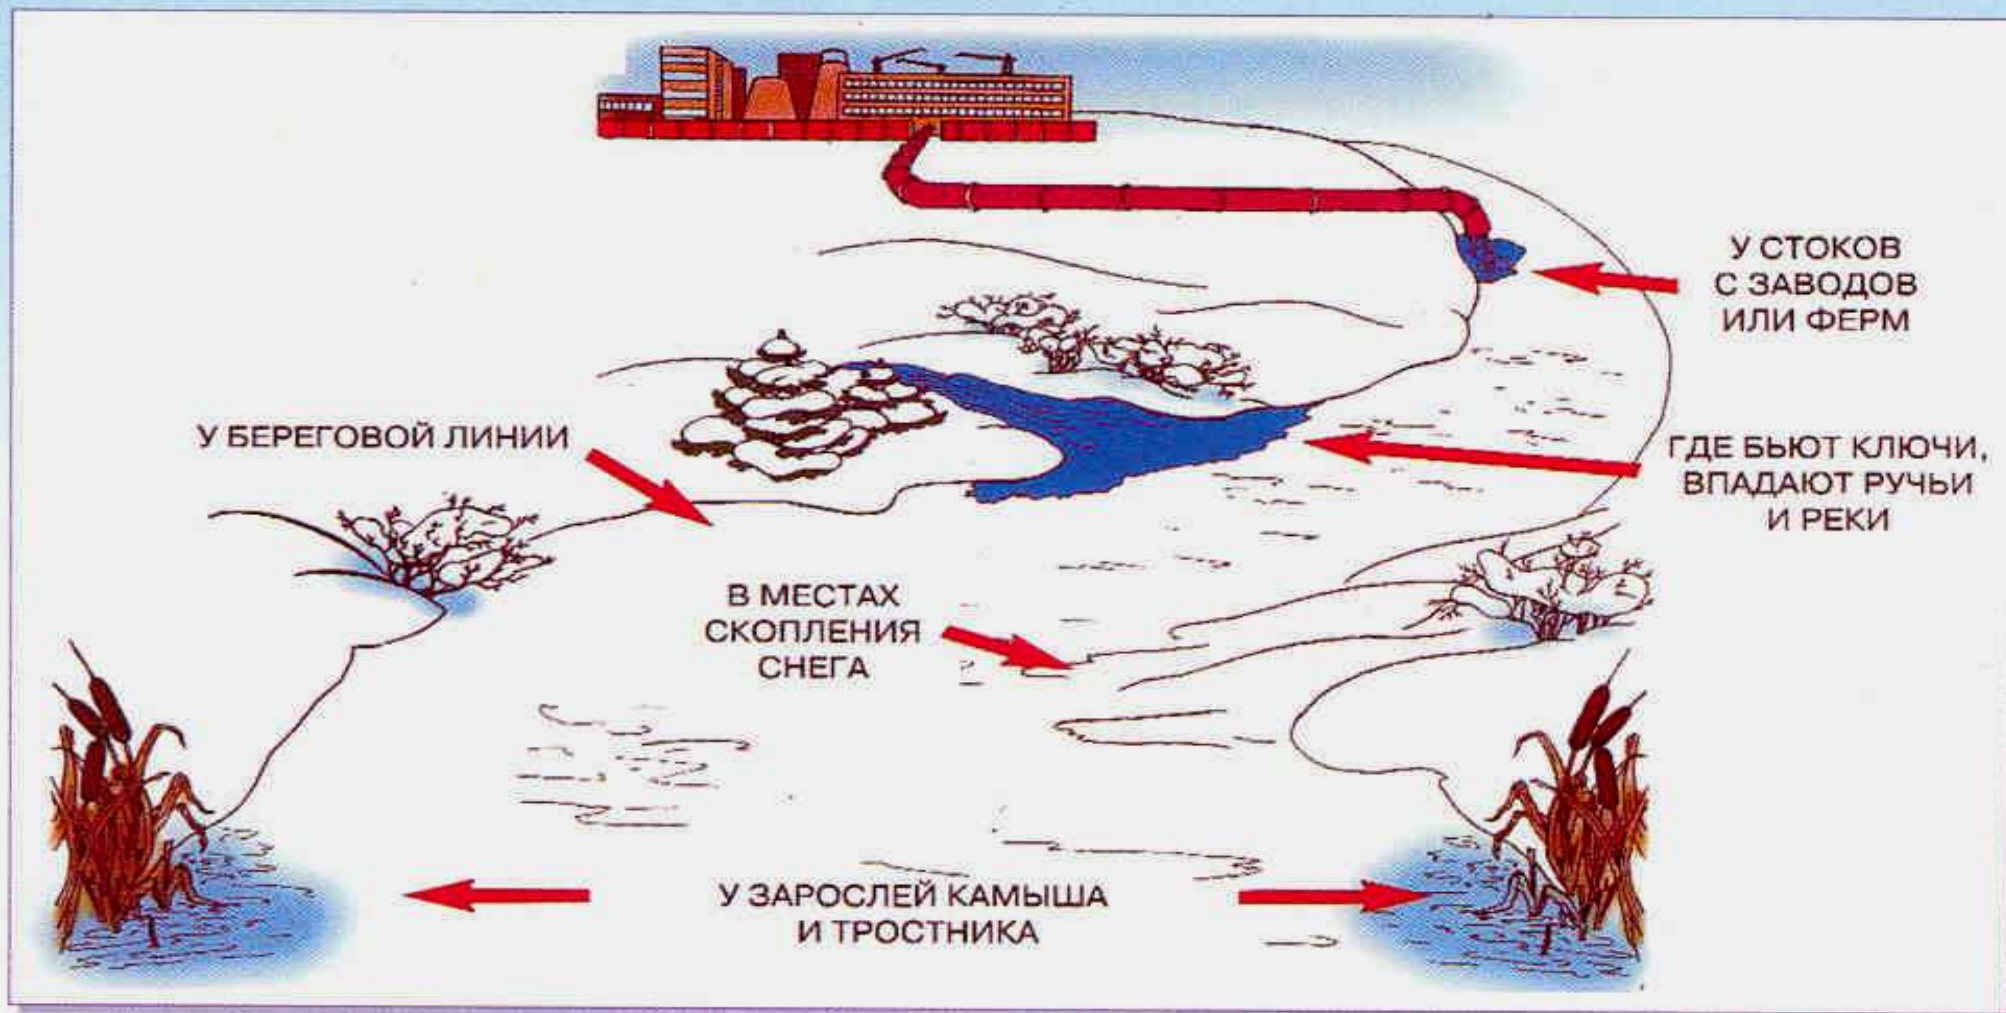 У СТОКОВ
С ЗАВОДОВ
ИЛИ ФЕРМ
У БЕРЕГОВОЙ ЛИНИИ
ГДЕ БЬЮТ КЛЮЧИ,
ВПАДАЮТ РУЧЬИ
И РЕКИ
В МЕСТАХ
СКОПЛЕНИЯ
СНЕГА
У ЗАРОСЛЕЙ КАМЫША
И ТРОСТНИКА